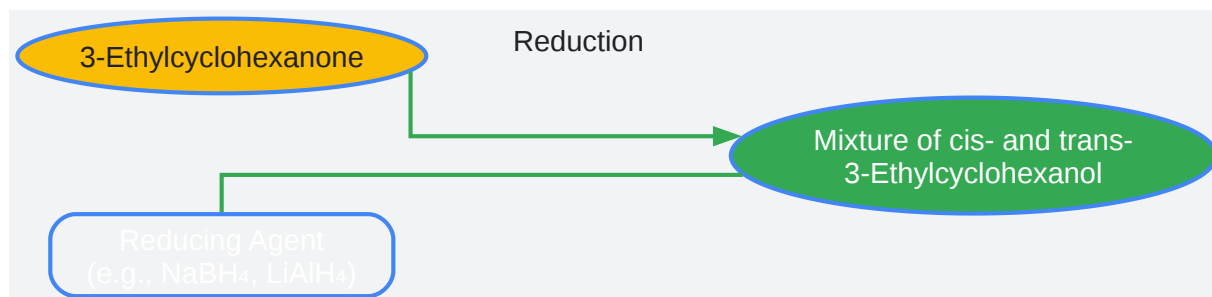 3-Ethylcyclohexanone
Reduction
Mixture of cis- and trans-
3-Ethylcyclohexanol
Reducing Agent
(e.g., NaBH₄, LiAlH₄)